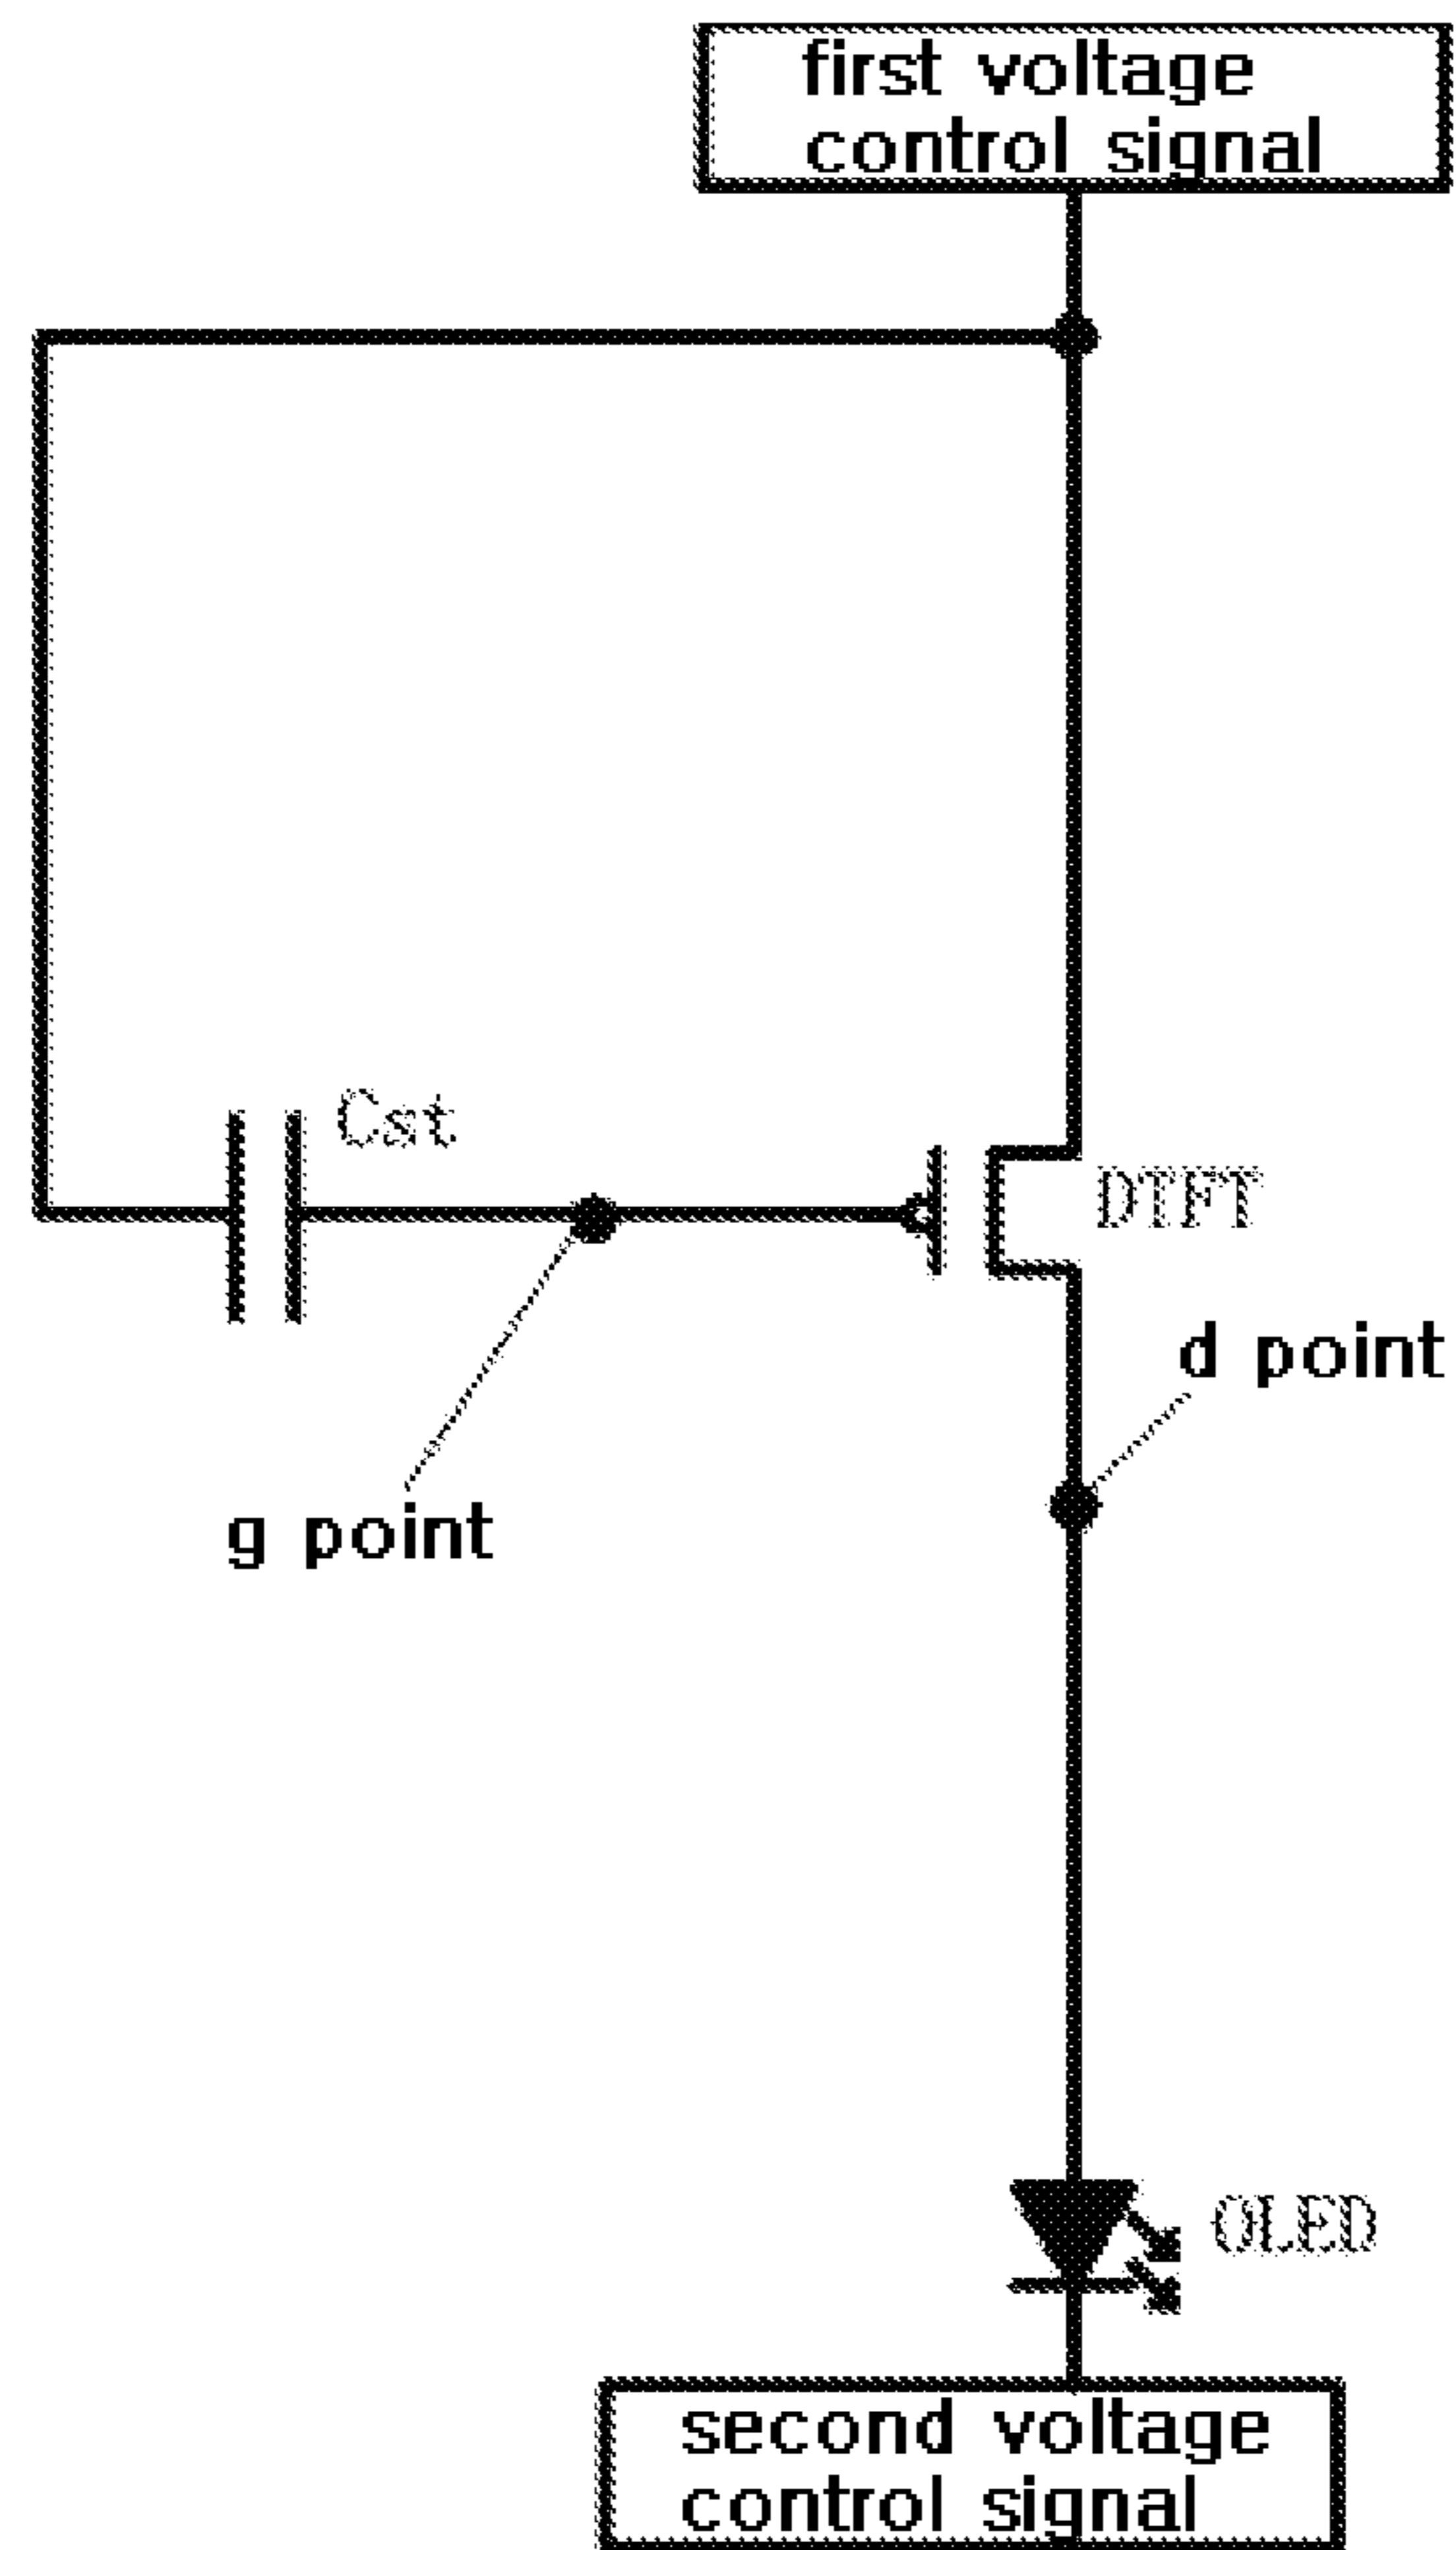 first voltage
control signal
Cst
DTFT
d point
g point
OLED
second voltage
control signal